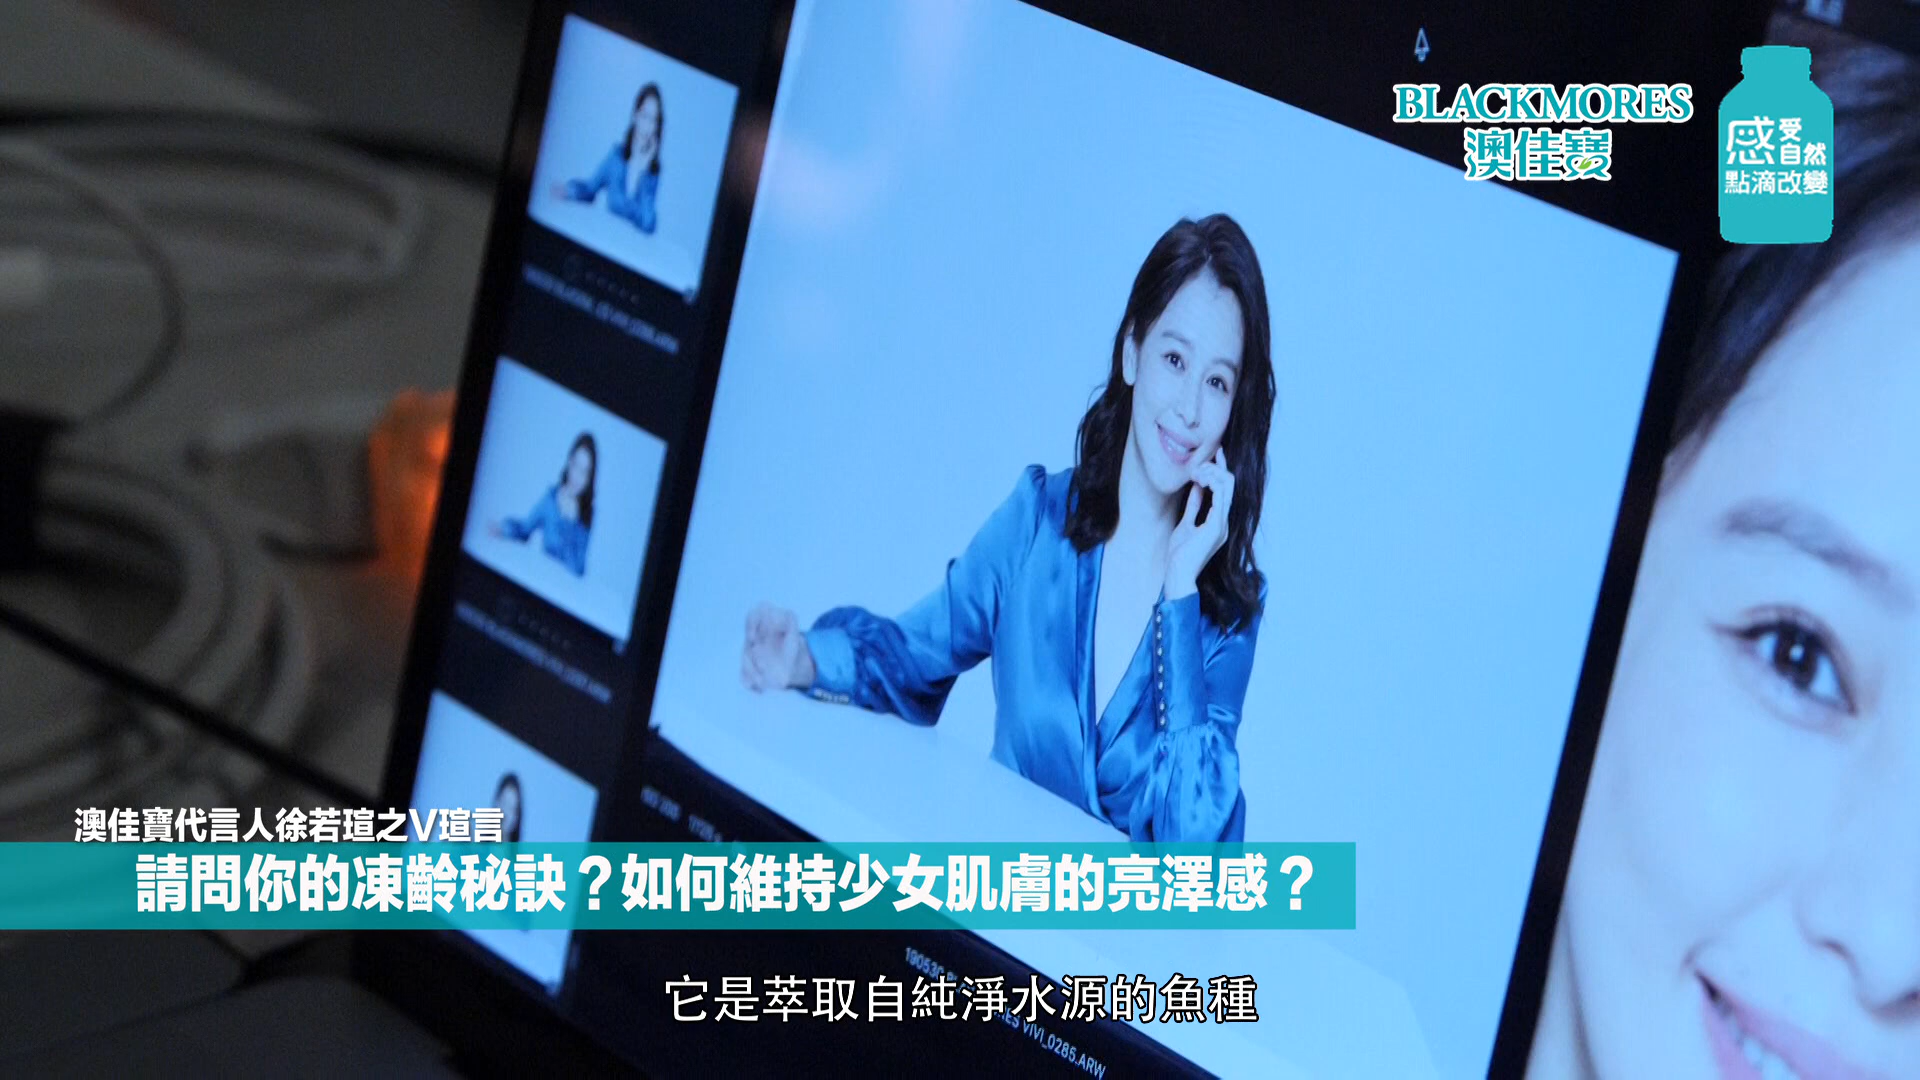 BLACKMORES
澳佳寶
感受
自然
點滴改變
澳佳寶代言人徐若瑄之V瑄言
請問你的凍齡秘訣？如何維持少女肌膚的亮澤感？
它是萃取自純淨水源的魚種
VIVI_0285.ARW